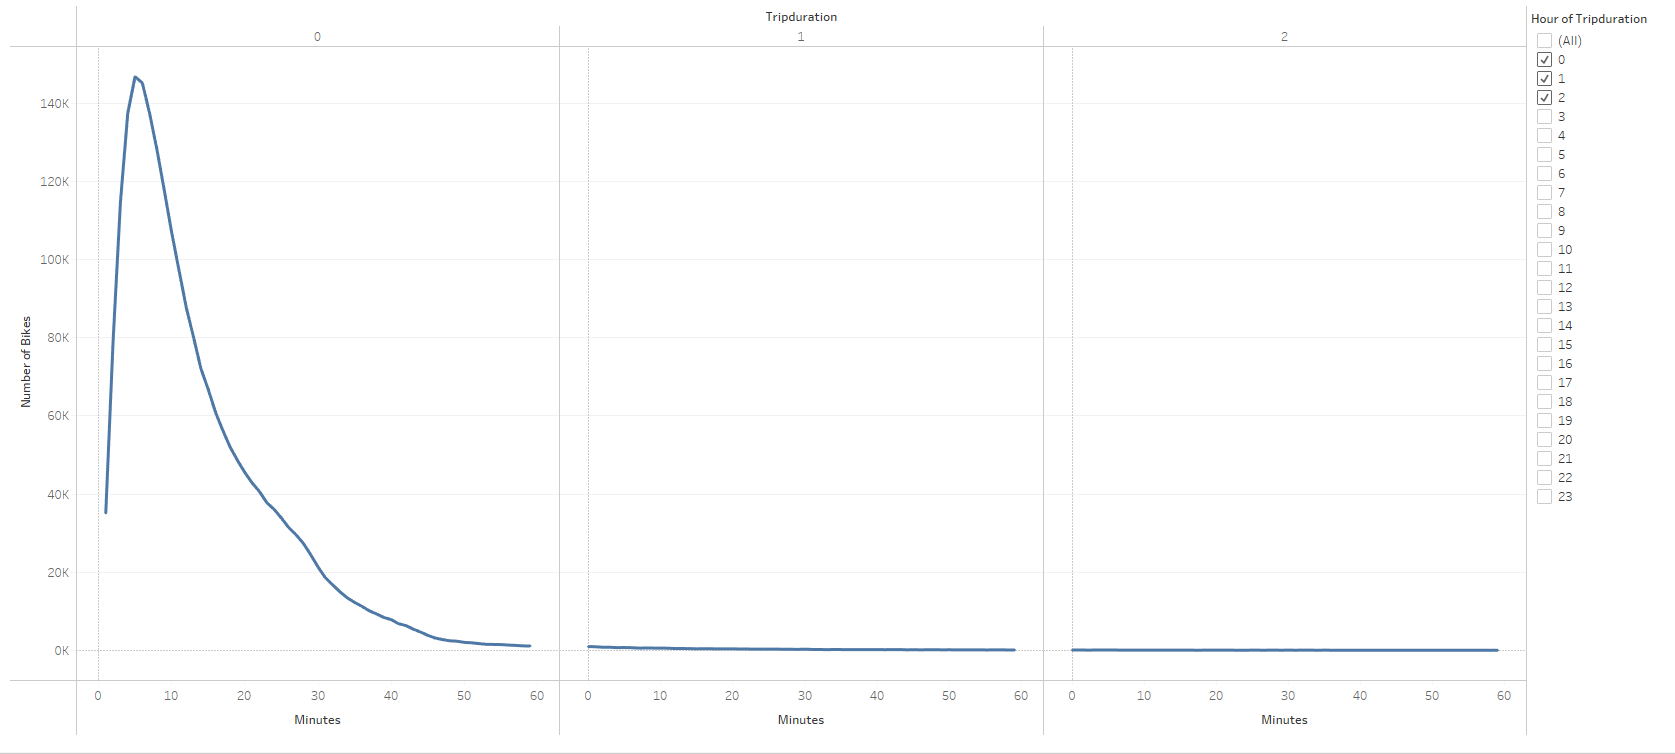 Tripduration
0
1
2
Number of Bikes
140K
120K
100K
80K
60K
40K
20K
0K
0 10 20 30 40 50 60
Minutes
0 10 20 30 40 50 60
Minutes
0 10 20 30 40 50 60
Minutes
Hour of Tripduration
(All)
0
1
2
3
4
5
6
7
8
9
10
11
12
13
14
15
16
17
18
19
20
21
22
23